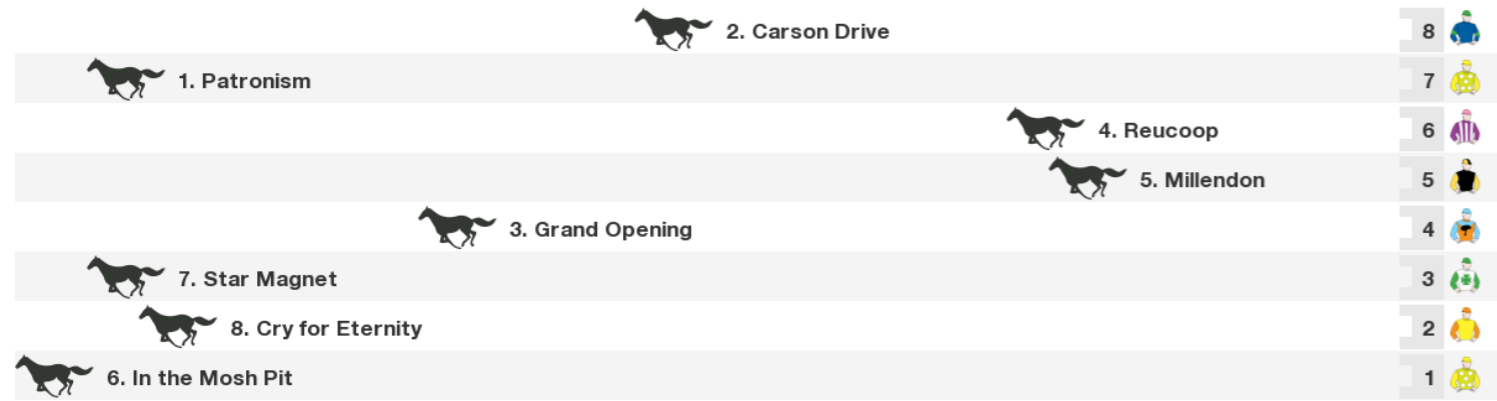 2. Carson Drive 8
1. Patronism 7
4. Reucoop 6
5. Millendon 5
3. Grand Opening 4
7. Star Magnet 3
8. Cry for Eternity 2
6. In the Mosh Pit 1